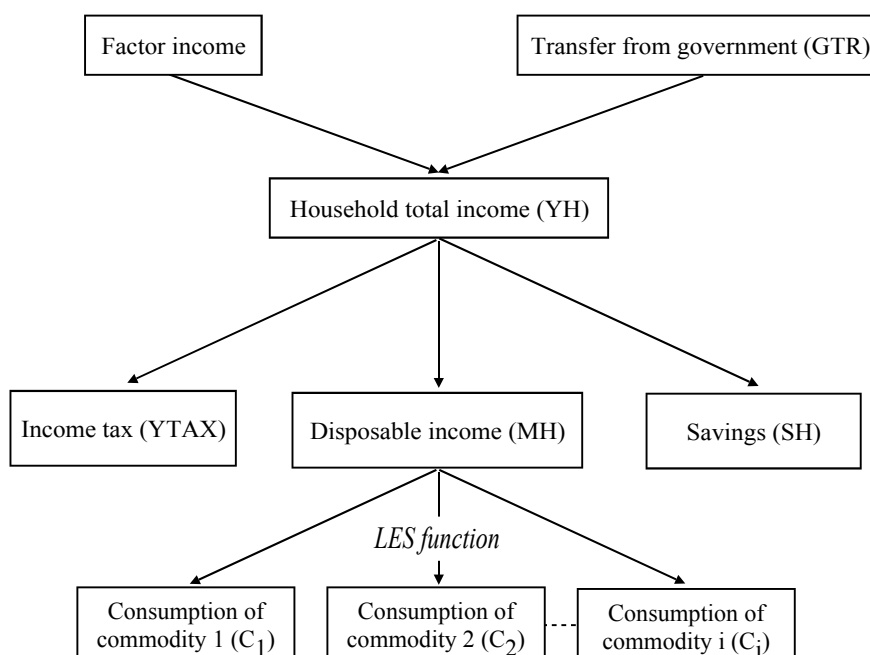 Factor income
Transfer from government (GTR)
Household total income (YH)
Income tax (YTAX)
Disposable income (MH)
Savings (SH)
LES function
Consumption of
commodity 1 (C1)
Consumption of
commodity 2 (C2)
Consumption of
commodity i (Ci)